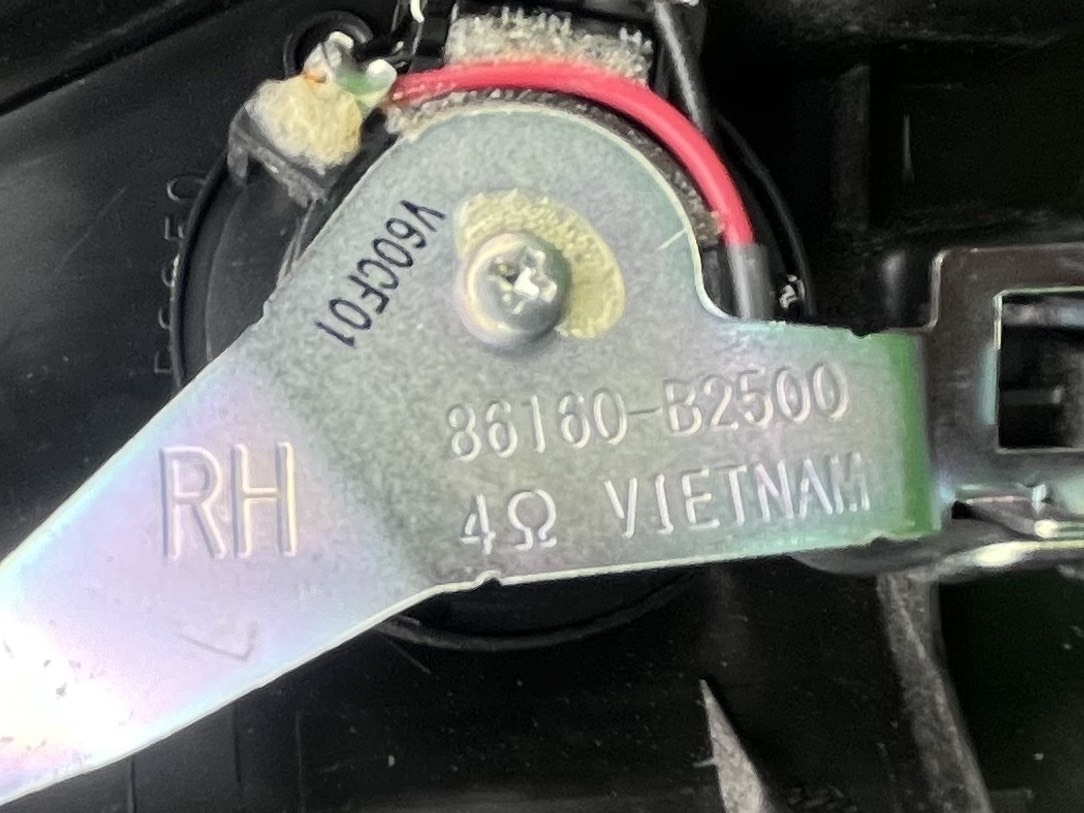 V60CF01
86160-B2500
RH
4Ω VIETNAM